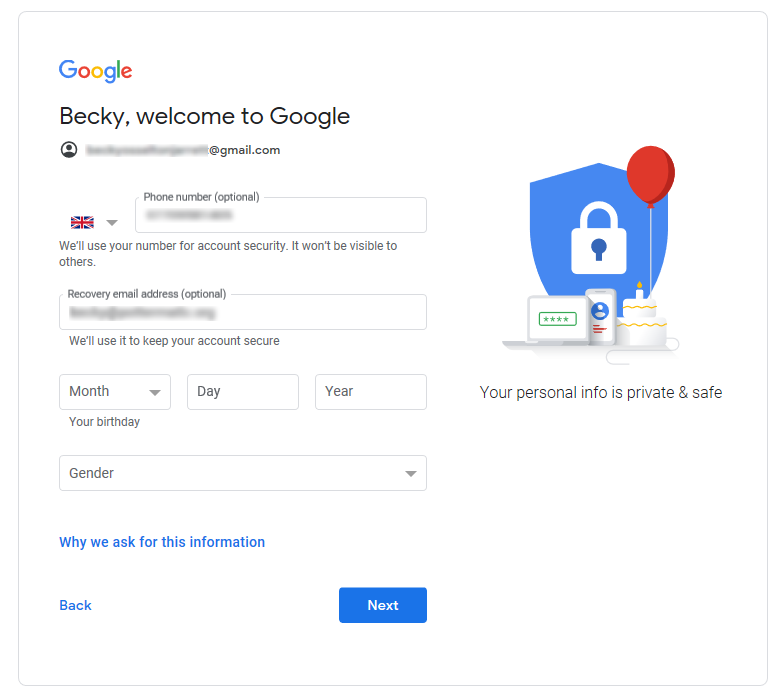 Google
Becky, welcome to Google
@gmail.com
Phone number (optional)
We'll use your number for account security. It won't be visible to
others.
Recovery email address (optional)
We'll use it to keep your account secure
Month
Day
Year
Your birthday
Gender
Why we ask for this information
Back
Next
****
Your personal info is private & safe